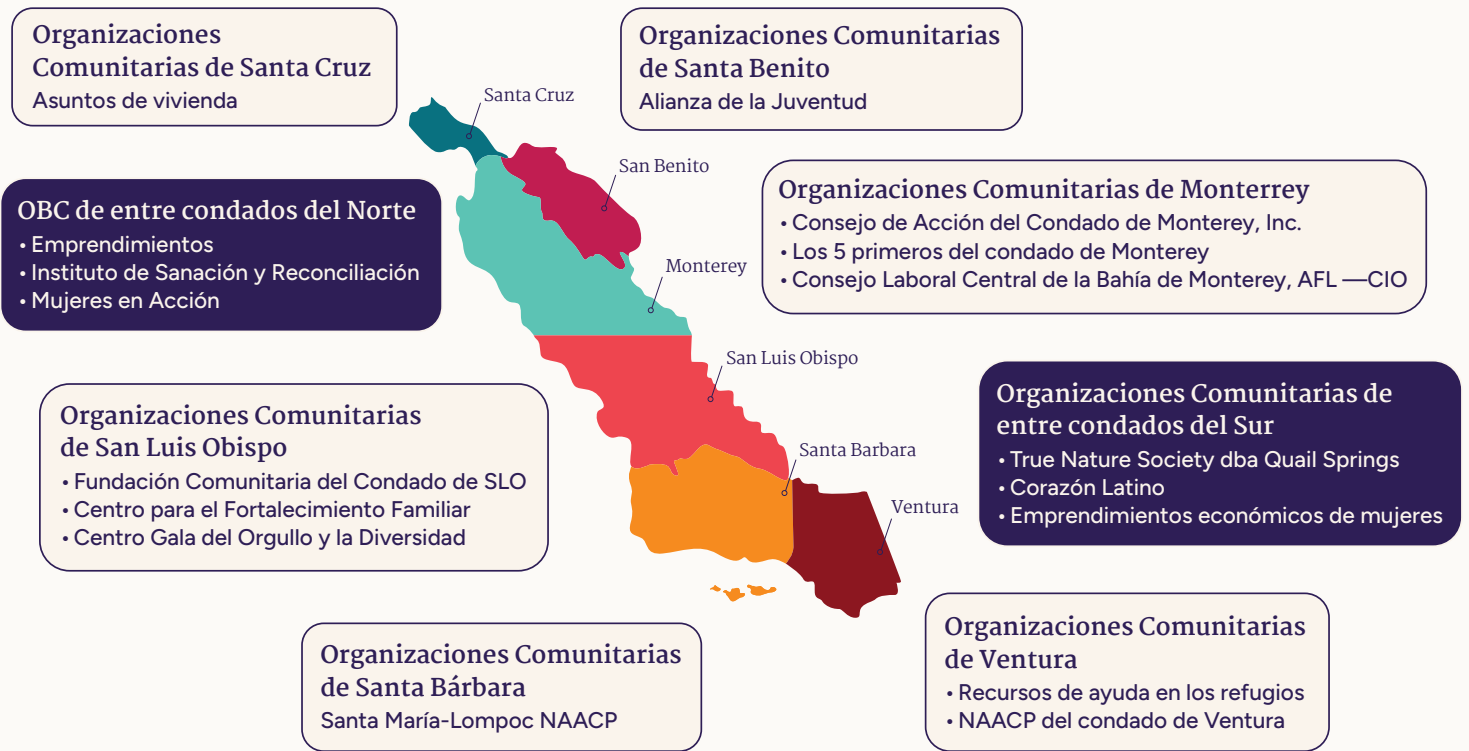 Organizaciones
Comunitarias de Santa Cruz
Asuntos de vivienda
Organizaciones Comunitarias
de Santa Benito
Alianza de la Juventud
Santa Cruz
San Benito
OBC de entre condados del Norte
• Emprendimientos
• Instituto de Sanación y Reconciliación
• Mujeres en Acción
Organizaciones Comunitarias de Monterrey
• Consejo de Acción del Condado de Monterey, Inc.
• Los 5 primeros del condado de Monterey
• Consejo Laboral Central de la Bahía de Monterey, AFL —CIO
Monterey
San Luis Obispo
Organizaciones Comunitarias
de San Luis Obispo
• Fundación Comunitaria del Condado de SLO
• Centro para el Fortalecimiento Familiar
• Centro Gala del Orgullo y la Diversidad
Organizaciones Comunitarias de
entre condados del Sur
• True Nature Society dba Quail Springs
• Corazón Latino
• Emprendimientos económicos de mujeres
Santa Barbara
Ventura
Organizaciones Comunitarias
de Santa Bárbara
Santa María-Lompoc NAACP
Organizaciones Comunitarias
de Ventura
• Recursos de ayuda en los refugios
• NAACP del condado de Ventura